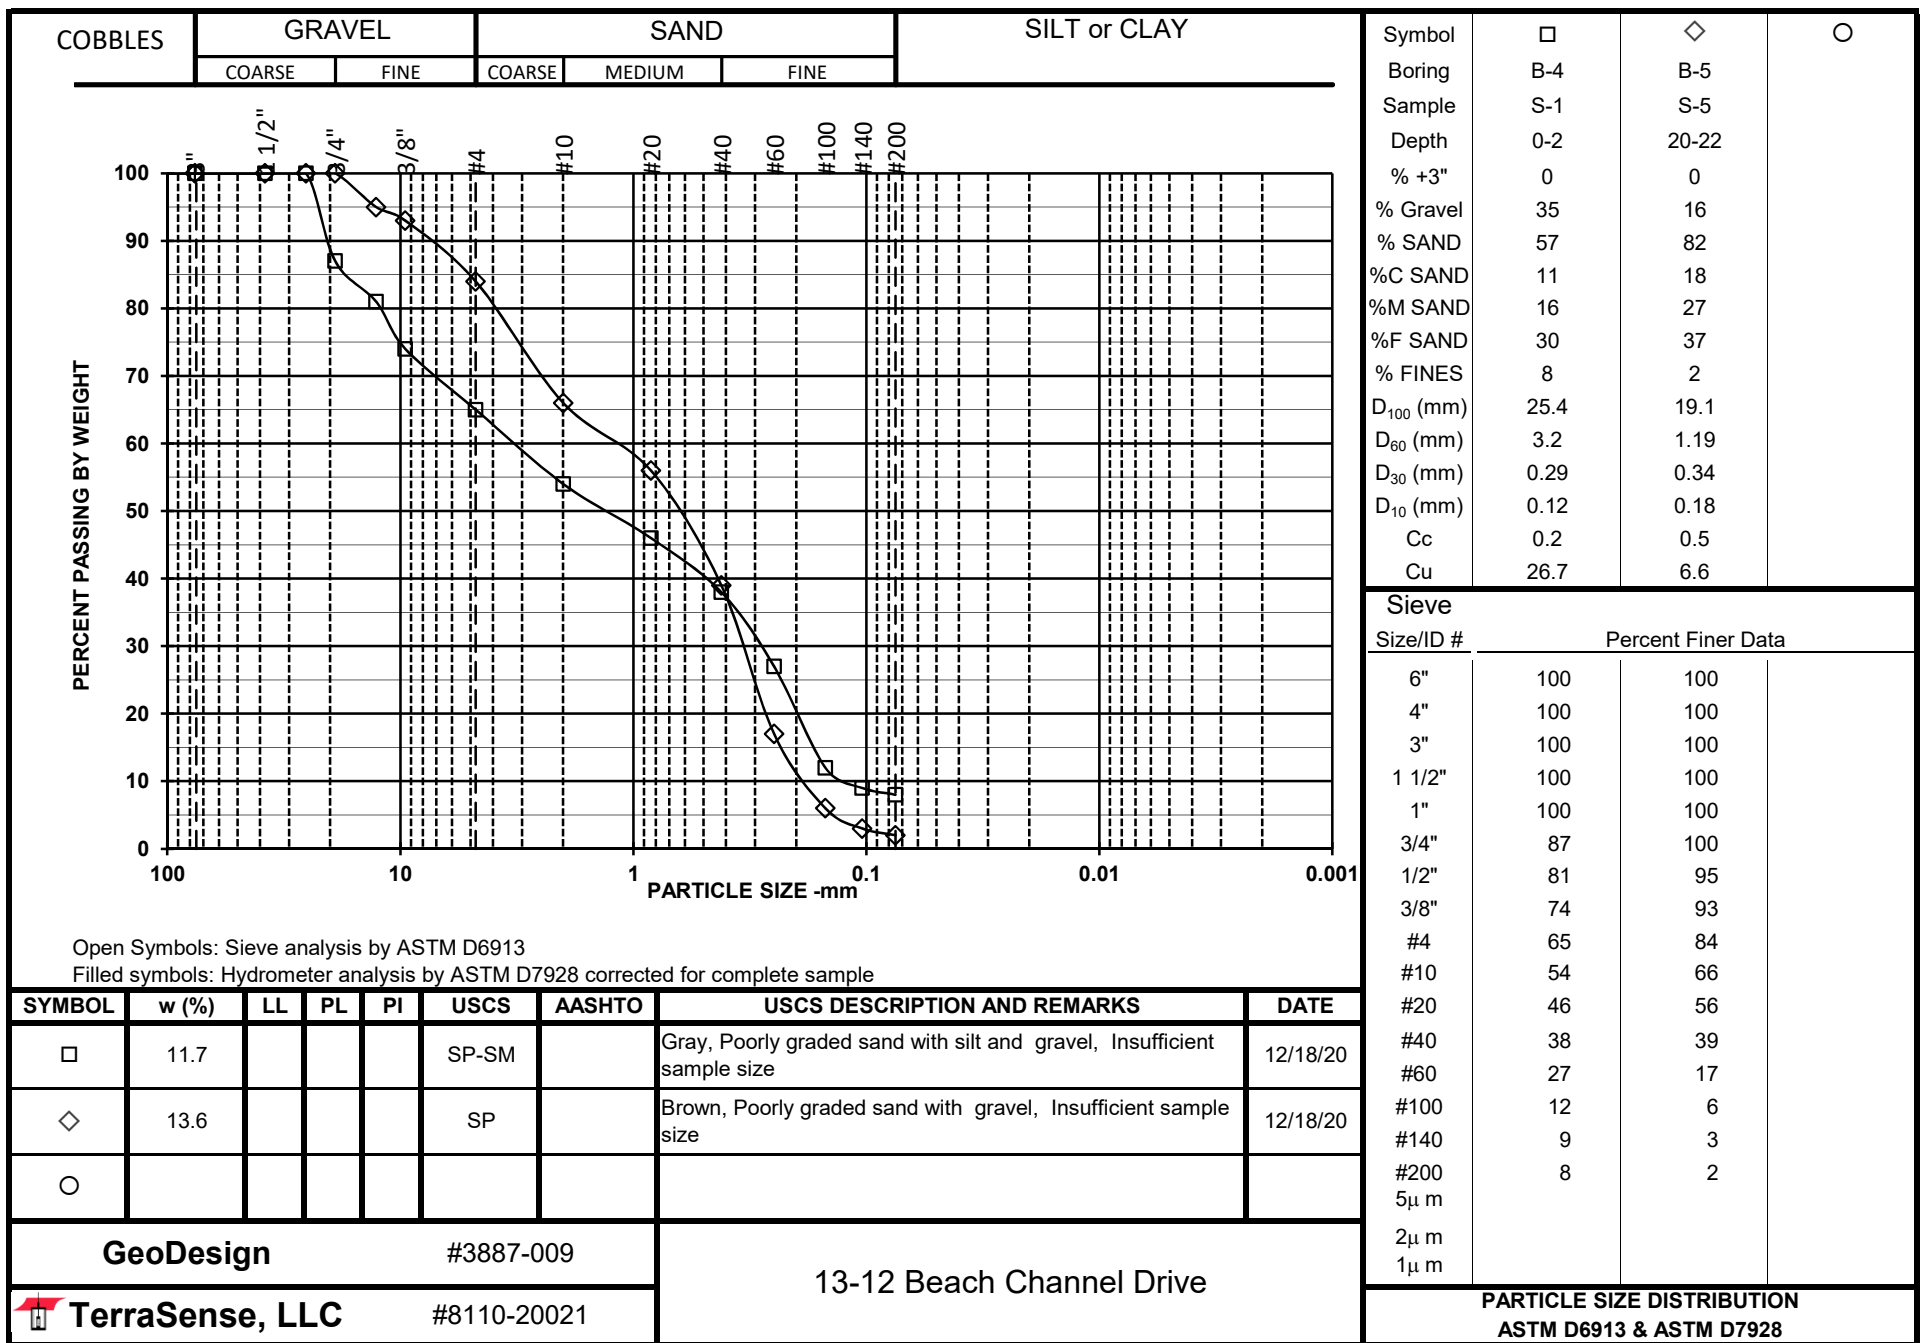 COBBLES GRAVEL SAND SILT or CLAY
COARSE FINE COARSE MEDIUM FINE
1/2" 3/4" 3/8" #4 #10 #20 #40 #60 #100 #140 #200
100
90
80
70
60
50
40
30
20
10
0
PERCENT PASSING BY WEIGHT
100 10 1 0.1 0.01 0.001
PARTICLE SIZE -mm
Open Symbols: Sieve analysis by ASTM D6913
Filled symbols: Hydrometer analysis by ASTM D7928 corrected for complete sample
SYMBOL w (%) LL PL PI USCS AASHTO USCS DESCRIPTION AND REMARKS DATE
11.7 SP-SM Gray, Poorly graded sand with silt and gravel, Insufficient 12/18/20
sample size
13.6 SP Brown, Poorly graded sand with gravel, Insufficient sample 12/18/20
size
GeoDesign #3887-009
TerraSense, LLC #8110-20021
13-12 Beach Channel Drive
Symbol
Boring B-4 B-5
Sample S-1 S-5
Depth 0-2 20-22
% +3" 0 0
% Gravel 35 16
% SAND 57 82
%C SAND 11 18
%M SAND 16 27
%F SAND 30 37
% FINES 8 2
D100 (mm) 25.4 19.1
D60 (mm) 3.2 1.19
D30 (mm) 0.29 0.34
D10 (mm) 0.12 0.18
Cc 0.2 0.5
Cu 26.7 6.6
Sieve
Size/ID # Percent Finer Data
6" 100 100
4" 100 100
3" 100 100
1 1/2" 100 100
1" 100 100
3/4" 87 100
1/2" 81 95
3/8" 74 93
#4 65 84
#10 54 66
#20 46 56
#40 38 39
#60 27 17
#100 12 6
#140 9 3
#200 8 2
5μ m
2μ m
1μ m
PARTICLE SIZE DISTRIBUTION
ASTM D6913 & ASTM D7928